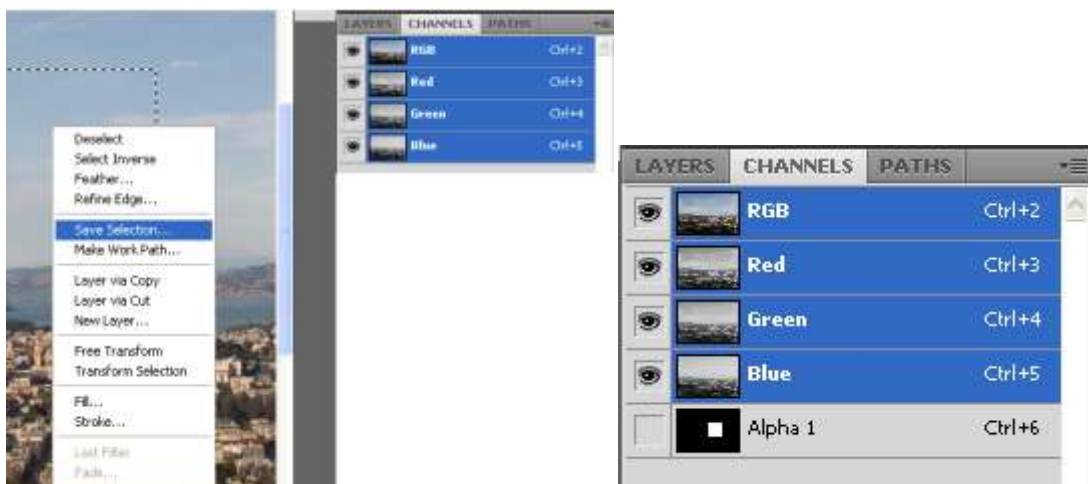 LAYERS CHANNELS PATHS
RGB Ctrl+2
Red Ctrl+3
Green Ctrl+4
Blue Ctrl+5
Deselect
Select Inverse
Feather...
Refine Edge...
Save Selection...
Make Work Path...
Layer via Copy
Layer via Cut
New Layer...
Free Transform
Transform Selection
Fill...
Stroke...
Last Filter
Fade...
LAYERS CHANNELS PATHS
RGB Ctrl+2
Red Ctrl+3
Green Ctrl+4
Blue Ctrl+5
Alpha 1 Ctrl+6